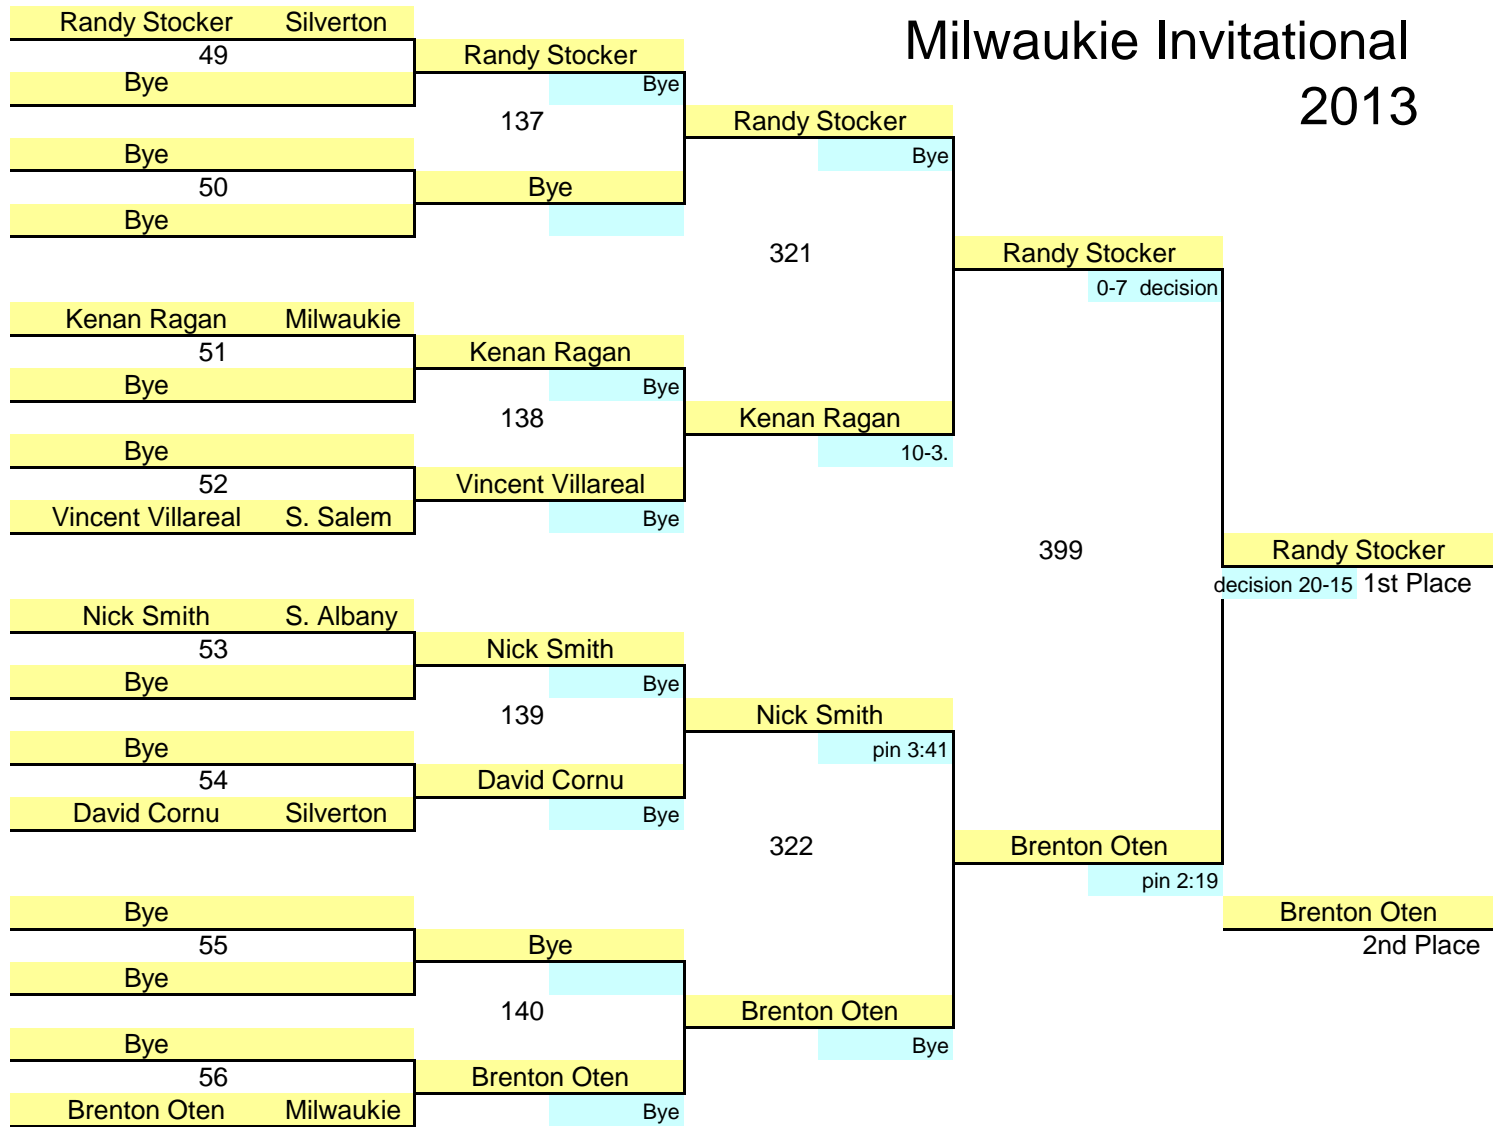 Milwaukie Invitational
2013
Randy Stocker Silverton
49
Bye
Randy Stocker
Bye
137
Bye
50
Bye
Bye
Randy Stocker
Bye
321
Kenan Ragan Milwaukie
51
Bye
Kenan Ragan
Bye
138
Bye
52
Vincent Villareal S. Salem
Vincent Villareal
Bye
Kenan Ragan
10-3.
Randy Stocker
0-7 decision
399
Nick Smith S. Albany
53
Bye
Nick Smith
Bye
139
Bye
54
David Cornu Silverton
David Cornu
Bye
Nick Smith
pin 3:41
322
Bye
55
Bye
Bye
140
Bye
56
Brenton Oten Milwaukie
Brenton Oten
Bye
Brenton Oten
Bye
Brenton Oten
pin 2:19
Randy Stocker
decision 20-15 1st Place
Brenton Oten
2nd Place